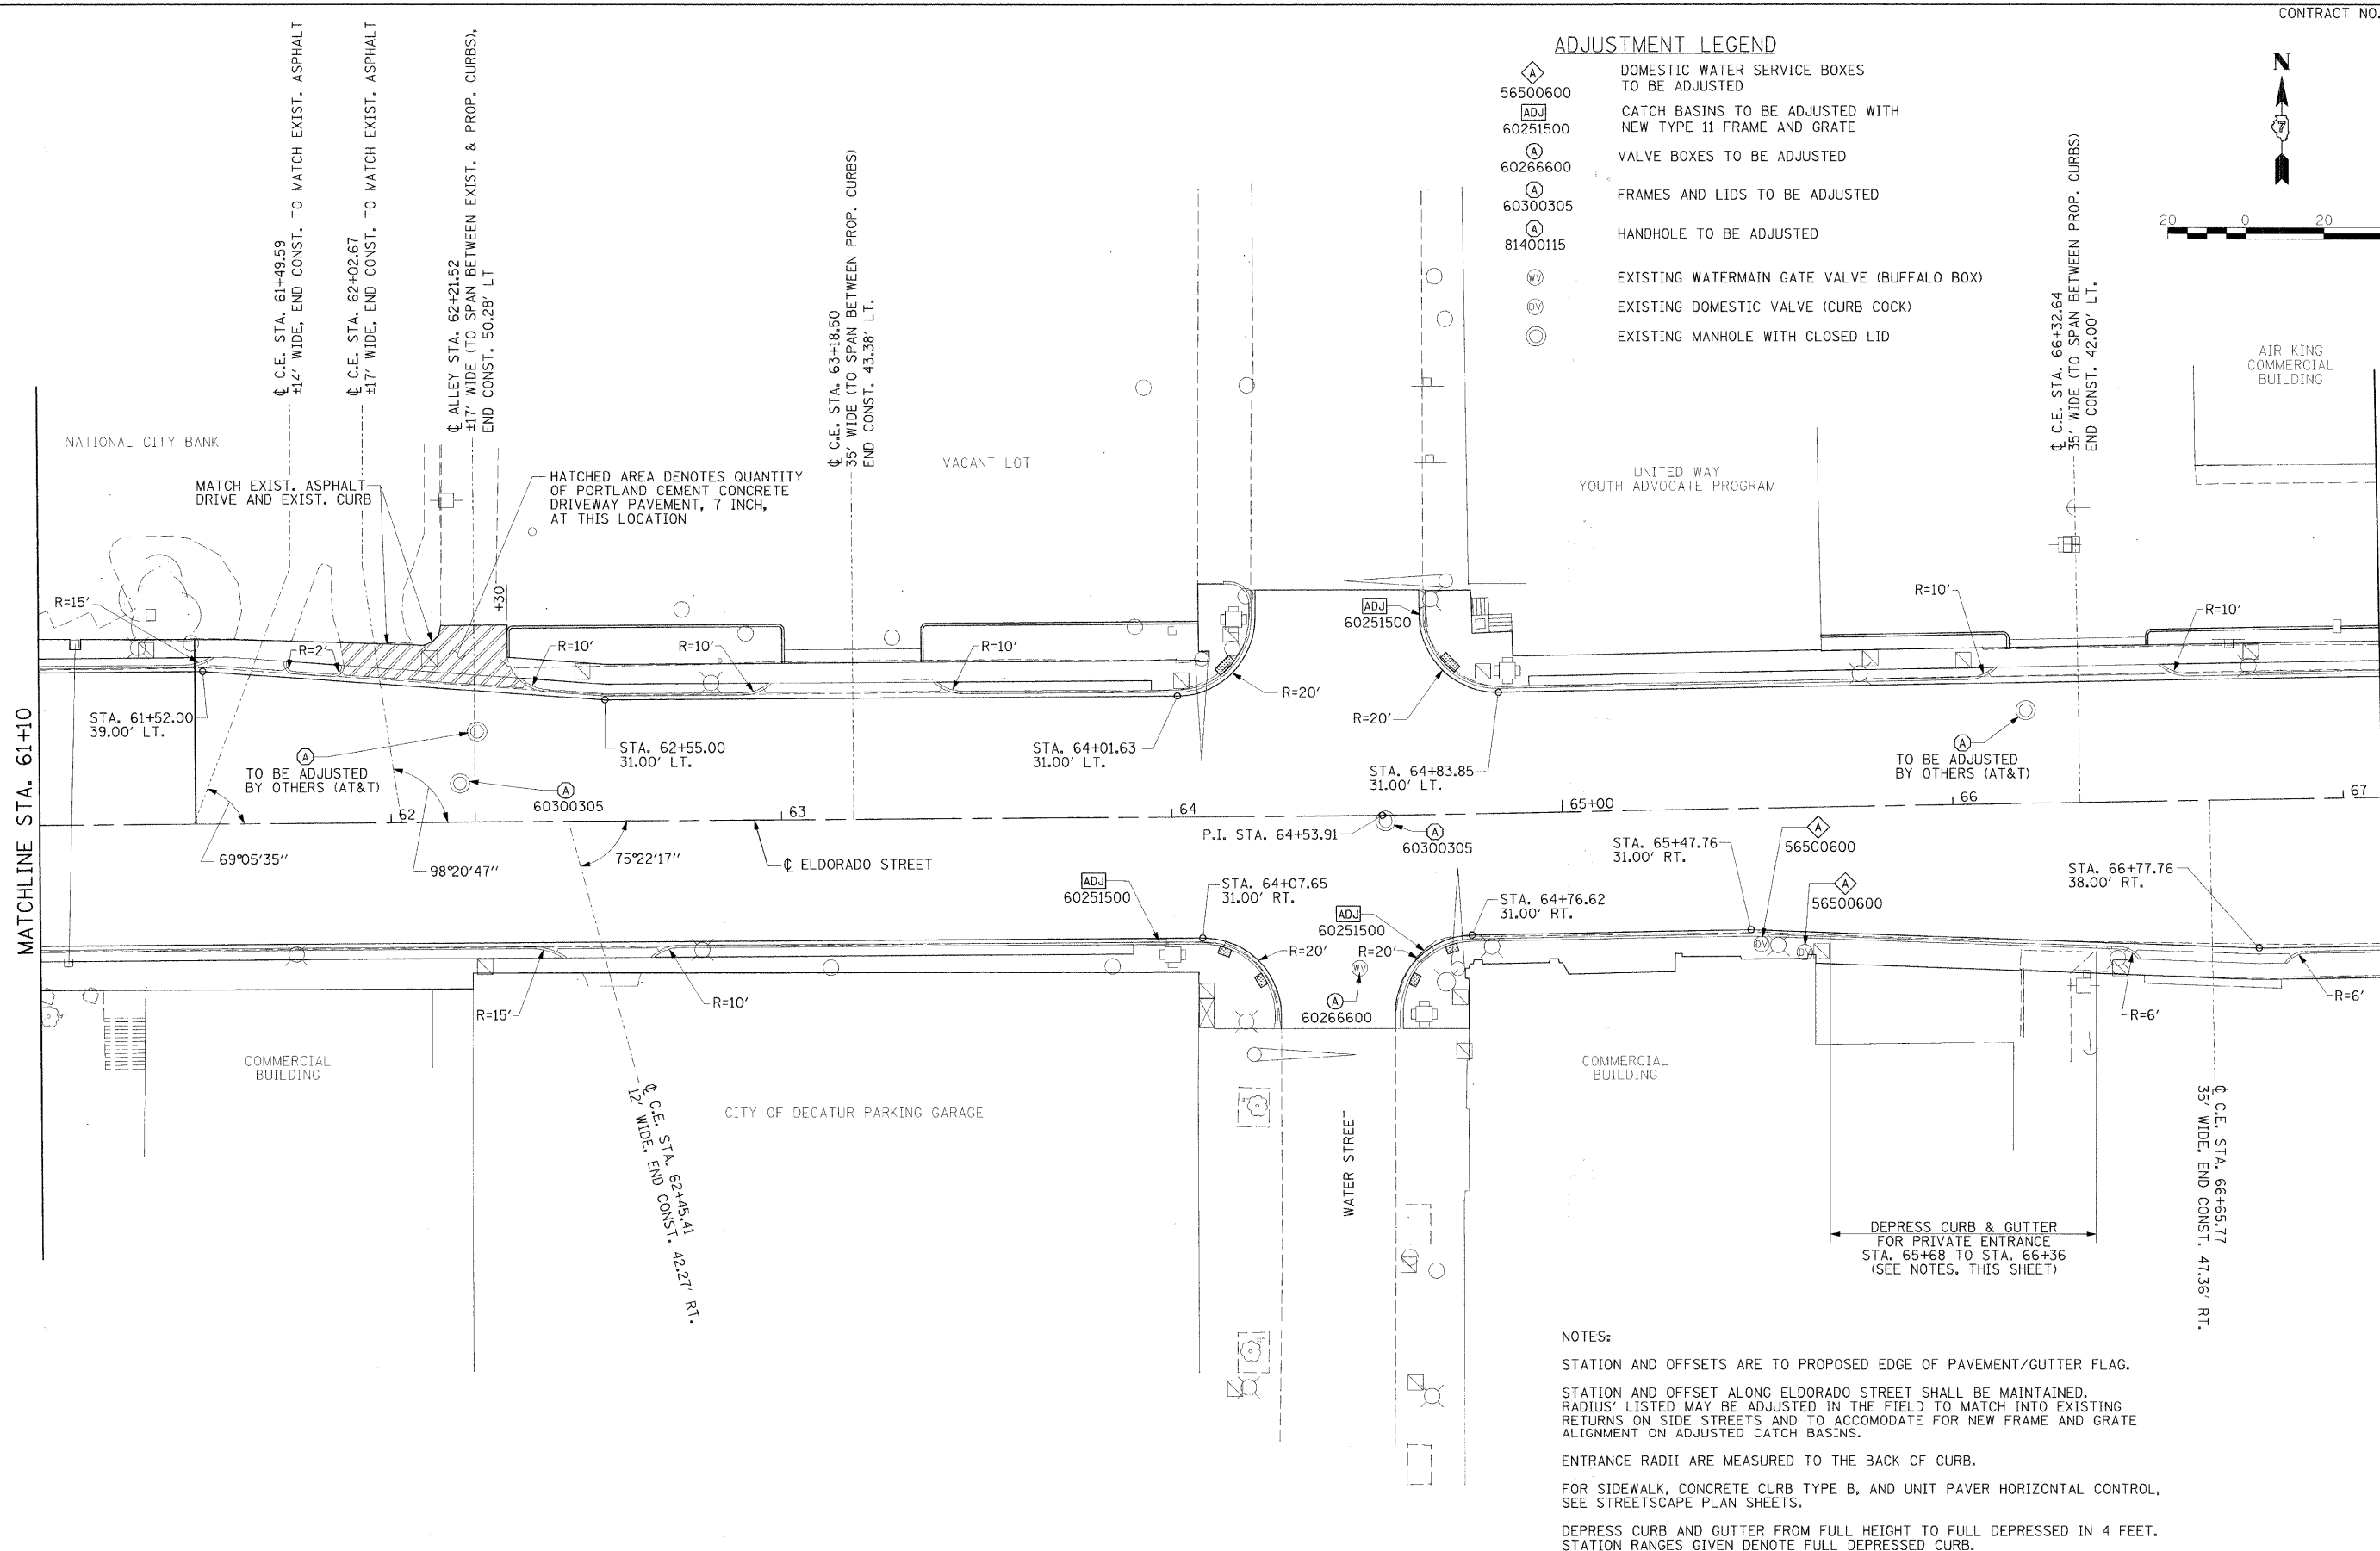 CONTRACT NO.
ADJUSTMENT LEGEND
A
56500600
DOMESTIC WATER SERVICE BOXES
TO BE ADJUSTED
ADJ
60251500
CATCH BASINS TO BE ADJUSTED WITH
NEW TYPE 11 FRAME AND GRATE
A
60266600
VALVE BOXES TO BE ADJUSTED
A
60300305
FRAMES AND LIDS TO BE ADJUSTED
A
81400115
HANDHOLE TO BE ADJUSTED
WV
EXISTING WATERMAIN GATE VALVE (BUFFALO BOX)
DV
EXISTING DOMESTIC VALVE (CURB COCK)
EXISTING MANHOLE WITH CLOSED LID
N
7
20 0 20
℄ C.E. STA. 61+49.59
±14' WIDE, END CONST. TO MATCH EXIST. ASPHALT
℄ C.E. STA. 62+02.67
±17' WIDE, END CONST. TO MATCH EXIST. ASPHALT
℄ ALLEY STA. 62+21.52
±17' WIDE (TO SPAN BETWEEN EXIST. & PROP. CURBS),
END CONST. 50.28' LT
℄ C.E. STA. 63+18.50
35' WIDE (TO SPAN BETWEEN PROP. CURBS)
END CONST. 43.38' LT.
℄ C.E. STA. 66+32.64
35' WIDE (TO SPAN BETWEEN PROP. CURBS)
END CONST. 42.00' LT.
AIR KING
COMMERCIAL
BUILDING
NATIONAL CITY BANK
MATCH EXIST. ASPHALT
DRIVE AND EXIST. CURB
HATCHED AREA DENOTES QUANTITY
OF PORTLAND CEMENT CONCRETE
DRIVEWAY PAVEMENT, 7 INCH,
AT THIS LOCATION
VACANT LOT
UNITED WAY
YOUTH ADVOCATE PROGRAM
+30
R=15'
R=2'
R=10'
R=10'
R=10'
ADJ
60251500
R=10'
R=10'
R=20'
R=20'
MATCHLINE STA. 61+10
STA. 61+52.00
39.00' LT.
STA. 62+55.00
31.00' LT.
STA. 64+01.63
31.00' LT.
STA. 64+83.85
31.00' LT.
A
TO BE ADJUSTED
BY OTHERS (AT&T)
A
60300305
A
TO BE ADJUSTED
BY OTHERS (AT&T)
62
63
64
65+00
66
67
69°05'35''
98°20'47''
75°22'17''
℄ ELDORADO STREET
P.I. STA. 64+53.91
A
60300305
STA. 65+47.76
31.00' RT.
A
56500600
A
56500600
STA. 66+77.76
38.00' RT.
ADJ
60251500
STA. 64+07.65
31.00' RT.
ADJ
60251500
STA. 64+76.62
31.00' RT.
R=20'
R=20'
WV
DV
DV
A
60266600
R=15'
R=10'
R=6'
R=6'
COMMERCIAL
BUILDING
CITY OF DECATUR PARKING GARAGE
COMMERCIAL
BUILDING
℄ C.E. STA. 62+45.41
12' WIDE, END CONST. 42.27' RT.
WATER STREET
DEPRESS CURB & GUTTER
FOR PRIVATE ENTRANCE
STA. 65+68 TO STA. 66+36
(SEE NOTES, THIS SHEET)
℄ C.E. STA. 66+65.77
35' WIDE, END CONST. 47.36' RT.
NOTES:
STATION AND OFFSETS ARE TO PROPOSED EDGE OF PAVEMENT/GUTTER FLAG.
STATION AND OFFSET ALONG ELDORADO STREET SHALL BE MAINTAINED.
RADIUS' LISTED MAY BE ADJUSTED IN THE FIELD TO MATCH INTO EXISTING
RETURNS ON SIDE STREETS AND TO ACCOMODATE FOR NEW FRAME AND GRATE
ALIGNMENT ON ADJUSTED CATCH BASINS.
ENTRANCE RADII ARE MEASURED TO THE BACK OF CURB.
FOR SIDEWALK, CONCRETE CURB TYPE B, AND UNIT PAVER HORIZONTAL CONTROL,
SEE STREETSCAPE PLAN SHEETS.
DEPRESS CURB AND GUTTER FROM FULL HEIGHT TO FULL DEPRESSED IN 4 FEET.
STATION RANGES GIVEN DENOTE FULL DEPRESSED CURB.